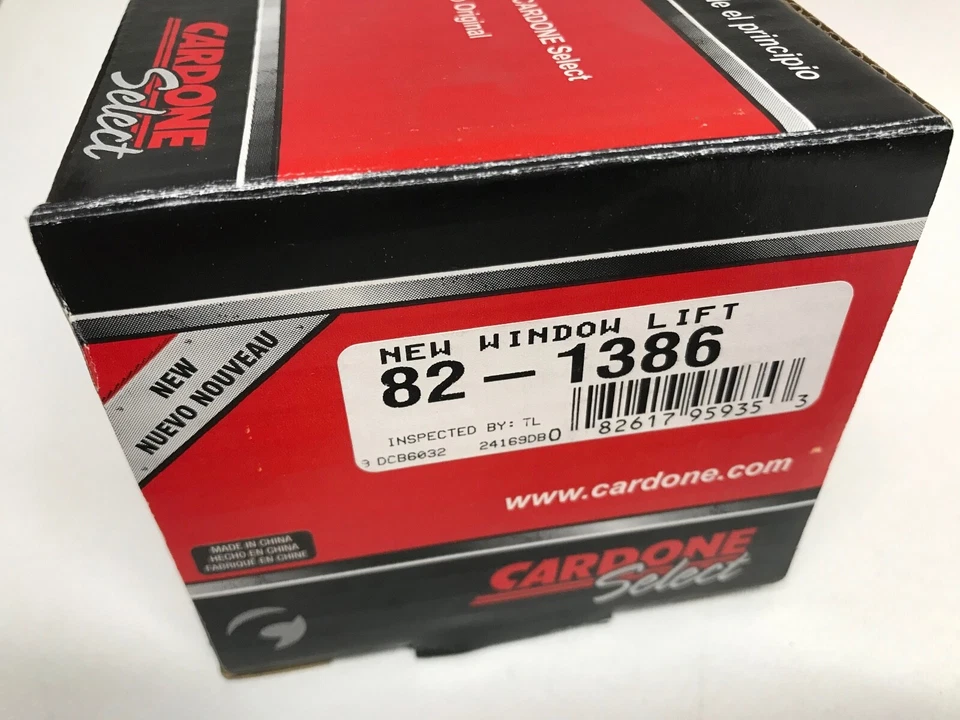 CARDONE
Select
CARDONE Select
Original
de el principio
NEW
NUEVO NOUVEAU
NEW WINDOW LIFT
82-1386
INSPECTED BY: TL
DCB6032 24169DB
0 82617 95935 3
www.cardone.com
MADE IN CHINA
HECHO EN CHINA
FABRIQUÉ EN CHINE
CARDONE
Select